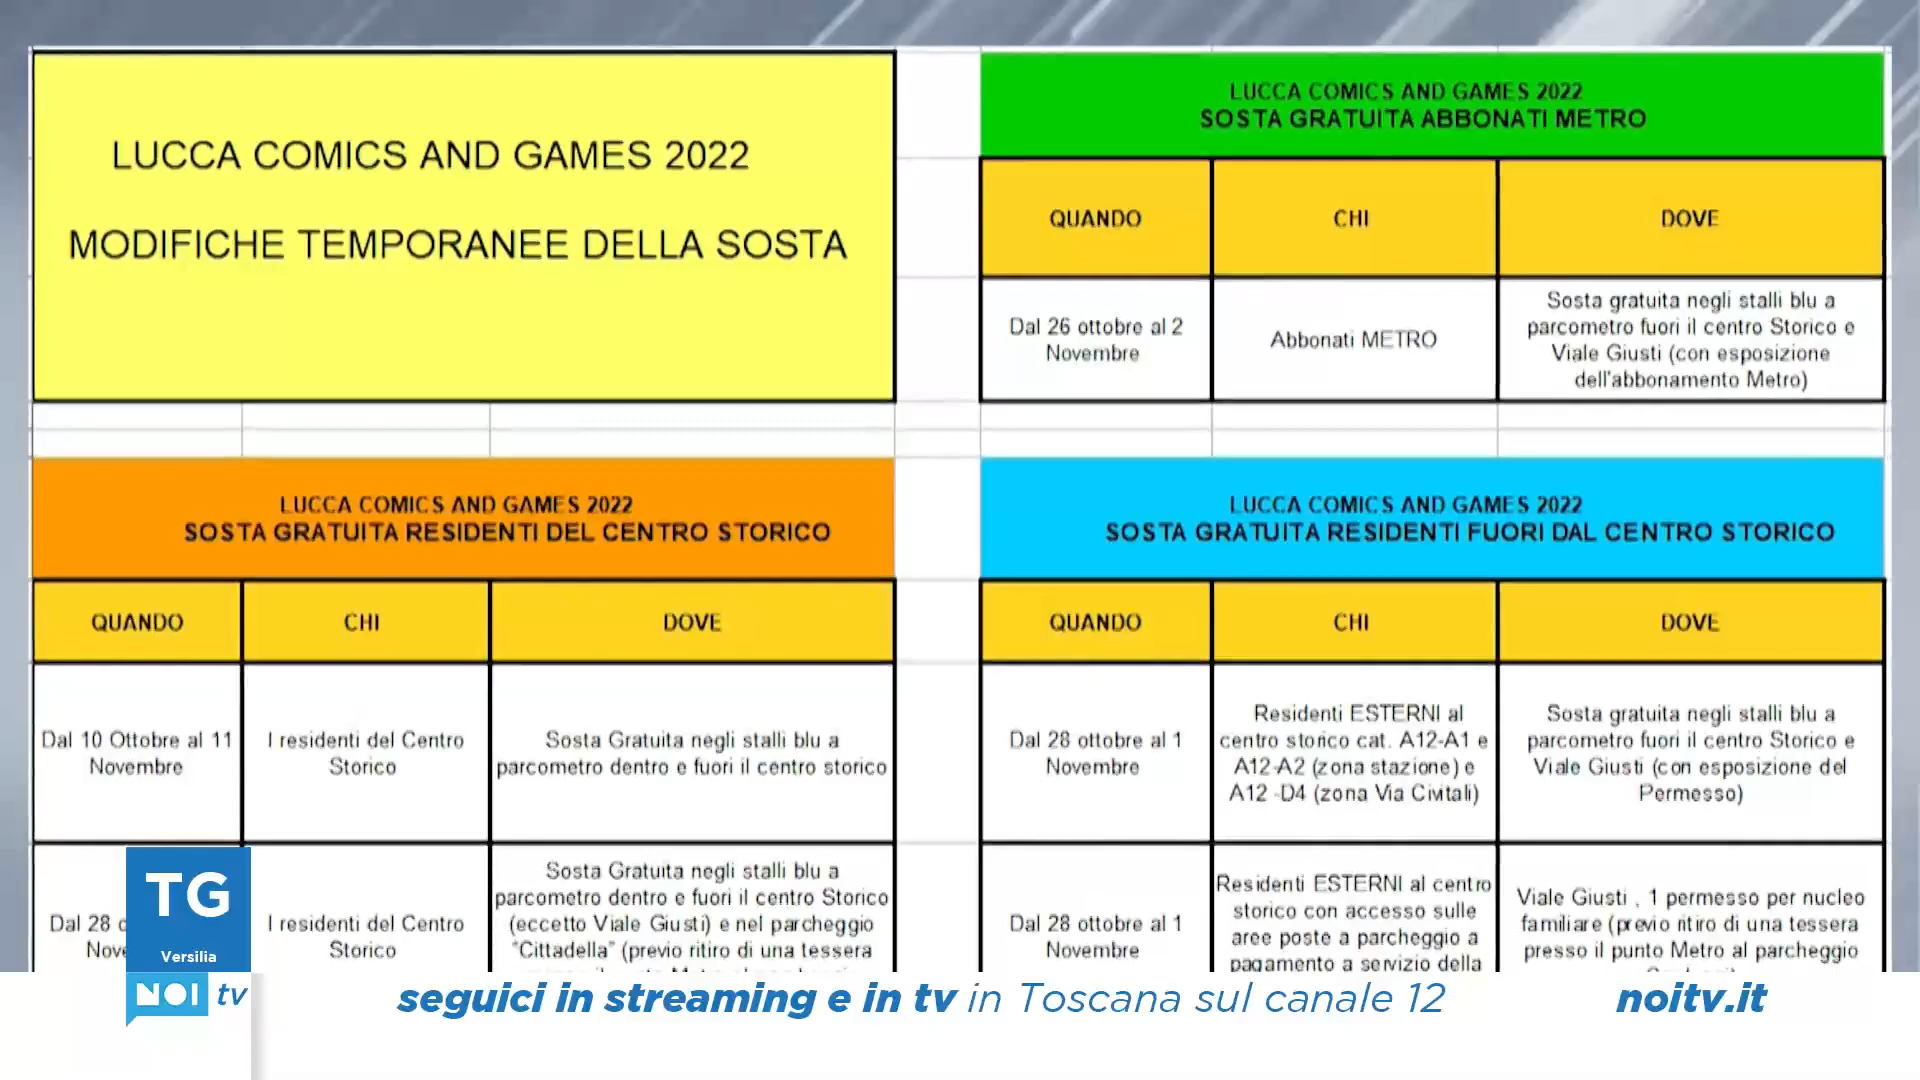 LUCCA COMICS AND GAMES 2022
MODIFICHE TEMPORANEE DELLA SOSTA
LUCCA COMICS AND GAMES 2022
SOSTA GRATUITA ABBONATI METRO
QUANDO
CHI
DOVE
Dal 26 ottobre al 2
Novembre
Abbonati METRO
Sosta gratuita negli stalli blu a
parcometro fuori il centro Storico e
Viale Giusti (con esposizione
dell'abbonamento Metro)
LUCCA COMICS AND GAMES 2022
SOSTA GRATUITA RESIDENTI DEL CENTRO STORICO
QUANDO
CHI
DOVE
Dal 10 Ottobre al 11
Novembre
I residenti del Centro
Storico
Sosta Gratuita negli stalli blu a
parcometro dentro e fuori il centro storico
Dal 28
I residenti del Centro
Storico
Sosta Gratuita negli stalli blu a
parcometro dentro e fuori il centro Storico
(eccetto Viale Giusti) e nel parcheggio
"Cittadella" (previo ritiro di una tessera
LUCCA COMICS AND GAMES 2022
SOSTA GRATUITA RESIDENTI FUORI DAL CENTRO STORICO
QUANDO
CHI
DOVE
Dal 28 ottobre al 1
Novembre
Residenti ESTERNI al
centro storico cat. A12-A1 e
A12-A2 (zona stazione) e
A12 -D4 (zona Via Civitali)
Sosta gratuita negli stalli blu a
parcometro fuori il centro Storico e
Viale Giusti (con esposizione del
Permesso)
Dal 28 ottobre al 1
Novembre
Residenti ESTERNI al centro
storico con accesso sulle
aree poste a parcheggio a
pagamento a servizio della
Viale Giusti , 1 permesso per nucleo
familiare (previo ritiro di una tessera
presso il punto Metro al parcheggio
TG
Versilia
NOI tv
seguici in streaming e in tv in Toscana sul canale 12
noitv.it